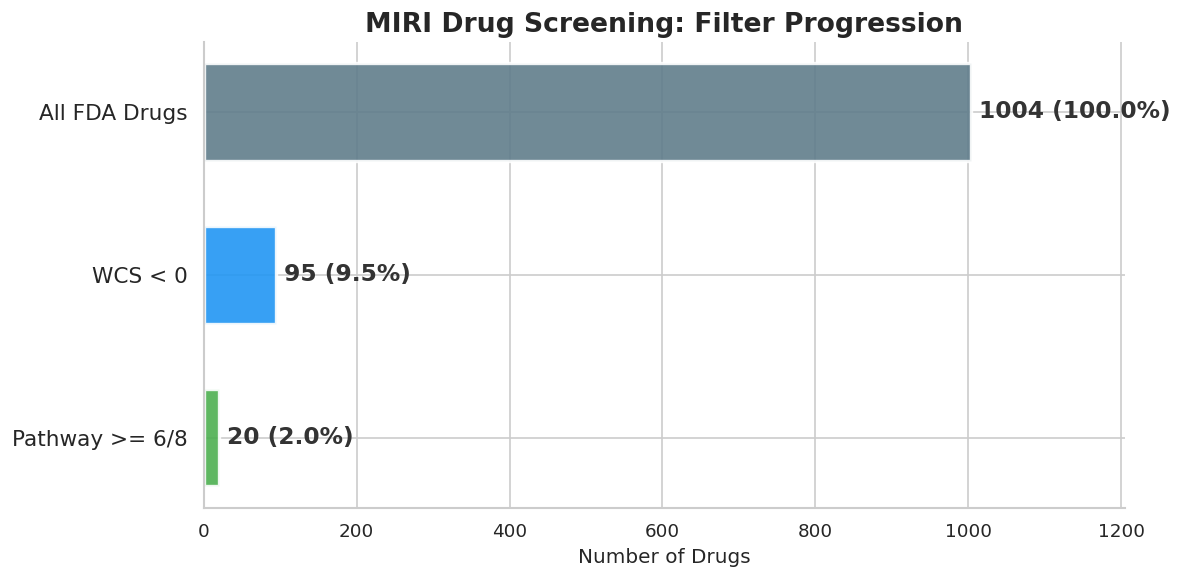 MIRI Drug Screening: Filter Progression
All FDA Drugs
1004 (100.0%)
WCS < 0
95 (9.5%)
Pathway >= 6/8
20 (2.0%)
0 200 400 600 800 1000 1200
Number of Drugs